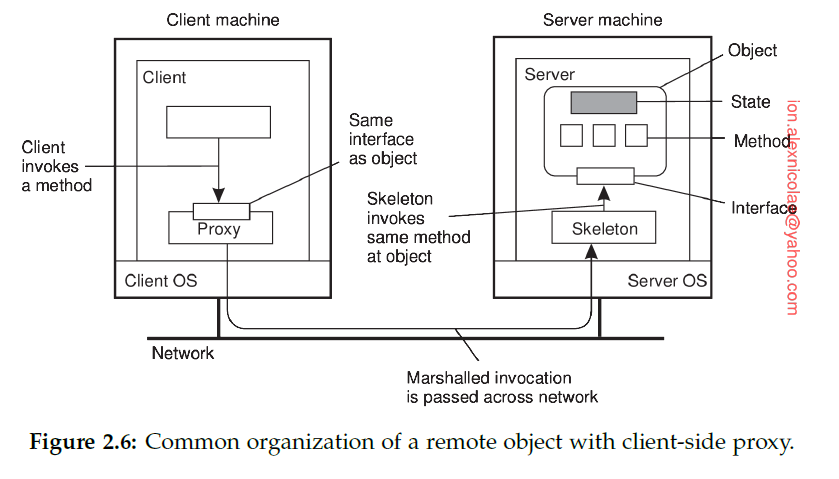 Client machine
Server machine
Object
Client
Server
State
Same
interface
as object
Client
invokes
a method
Method
Skeleton
invokes
same method
at object
Interface
Proxy
Skeleton
Client OS
Server OS
Network
Marshalled invocation
is passed across network
ion.alexnicolae@yahoo.com
Figure 2.6: Common organization of a remote object with client-side proxy.